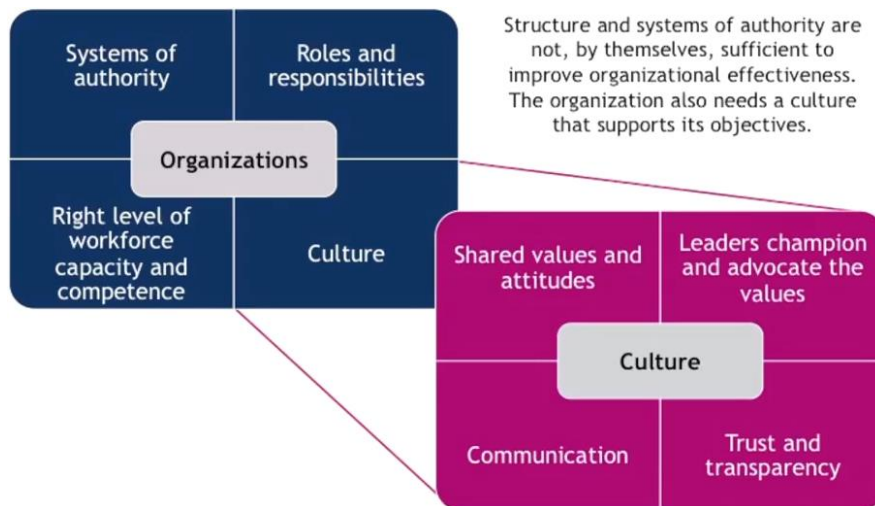 Systems of
authority
Roles and
responsibilities
Organizations
Right level of
workforce
capacity and
competence
Culture
Structure and systems of authority are
not, by themselves, sufficient to
improve organizational effectiveness.
The organization also needs a culture
that supports its objectives.
Shared values and
attitudes
Leaders champion
and advocate the
values
Culture
Communication
Trust and
transparency